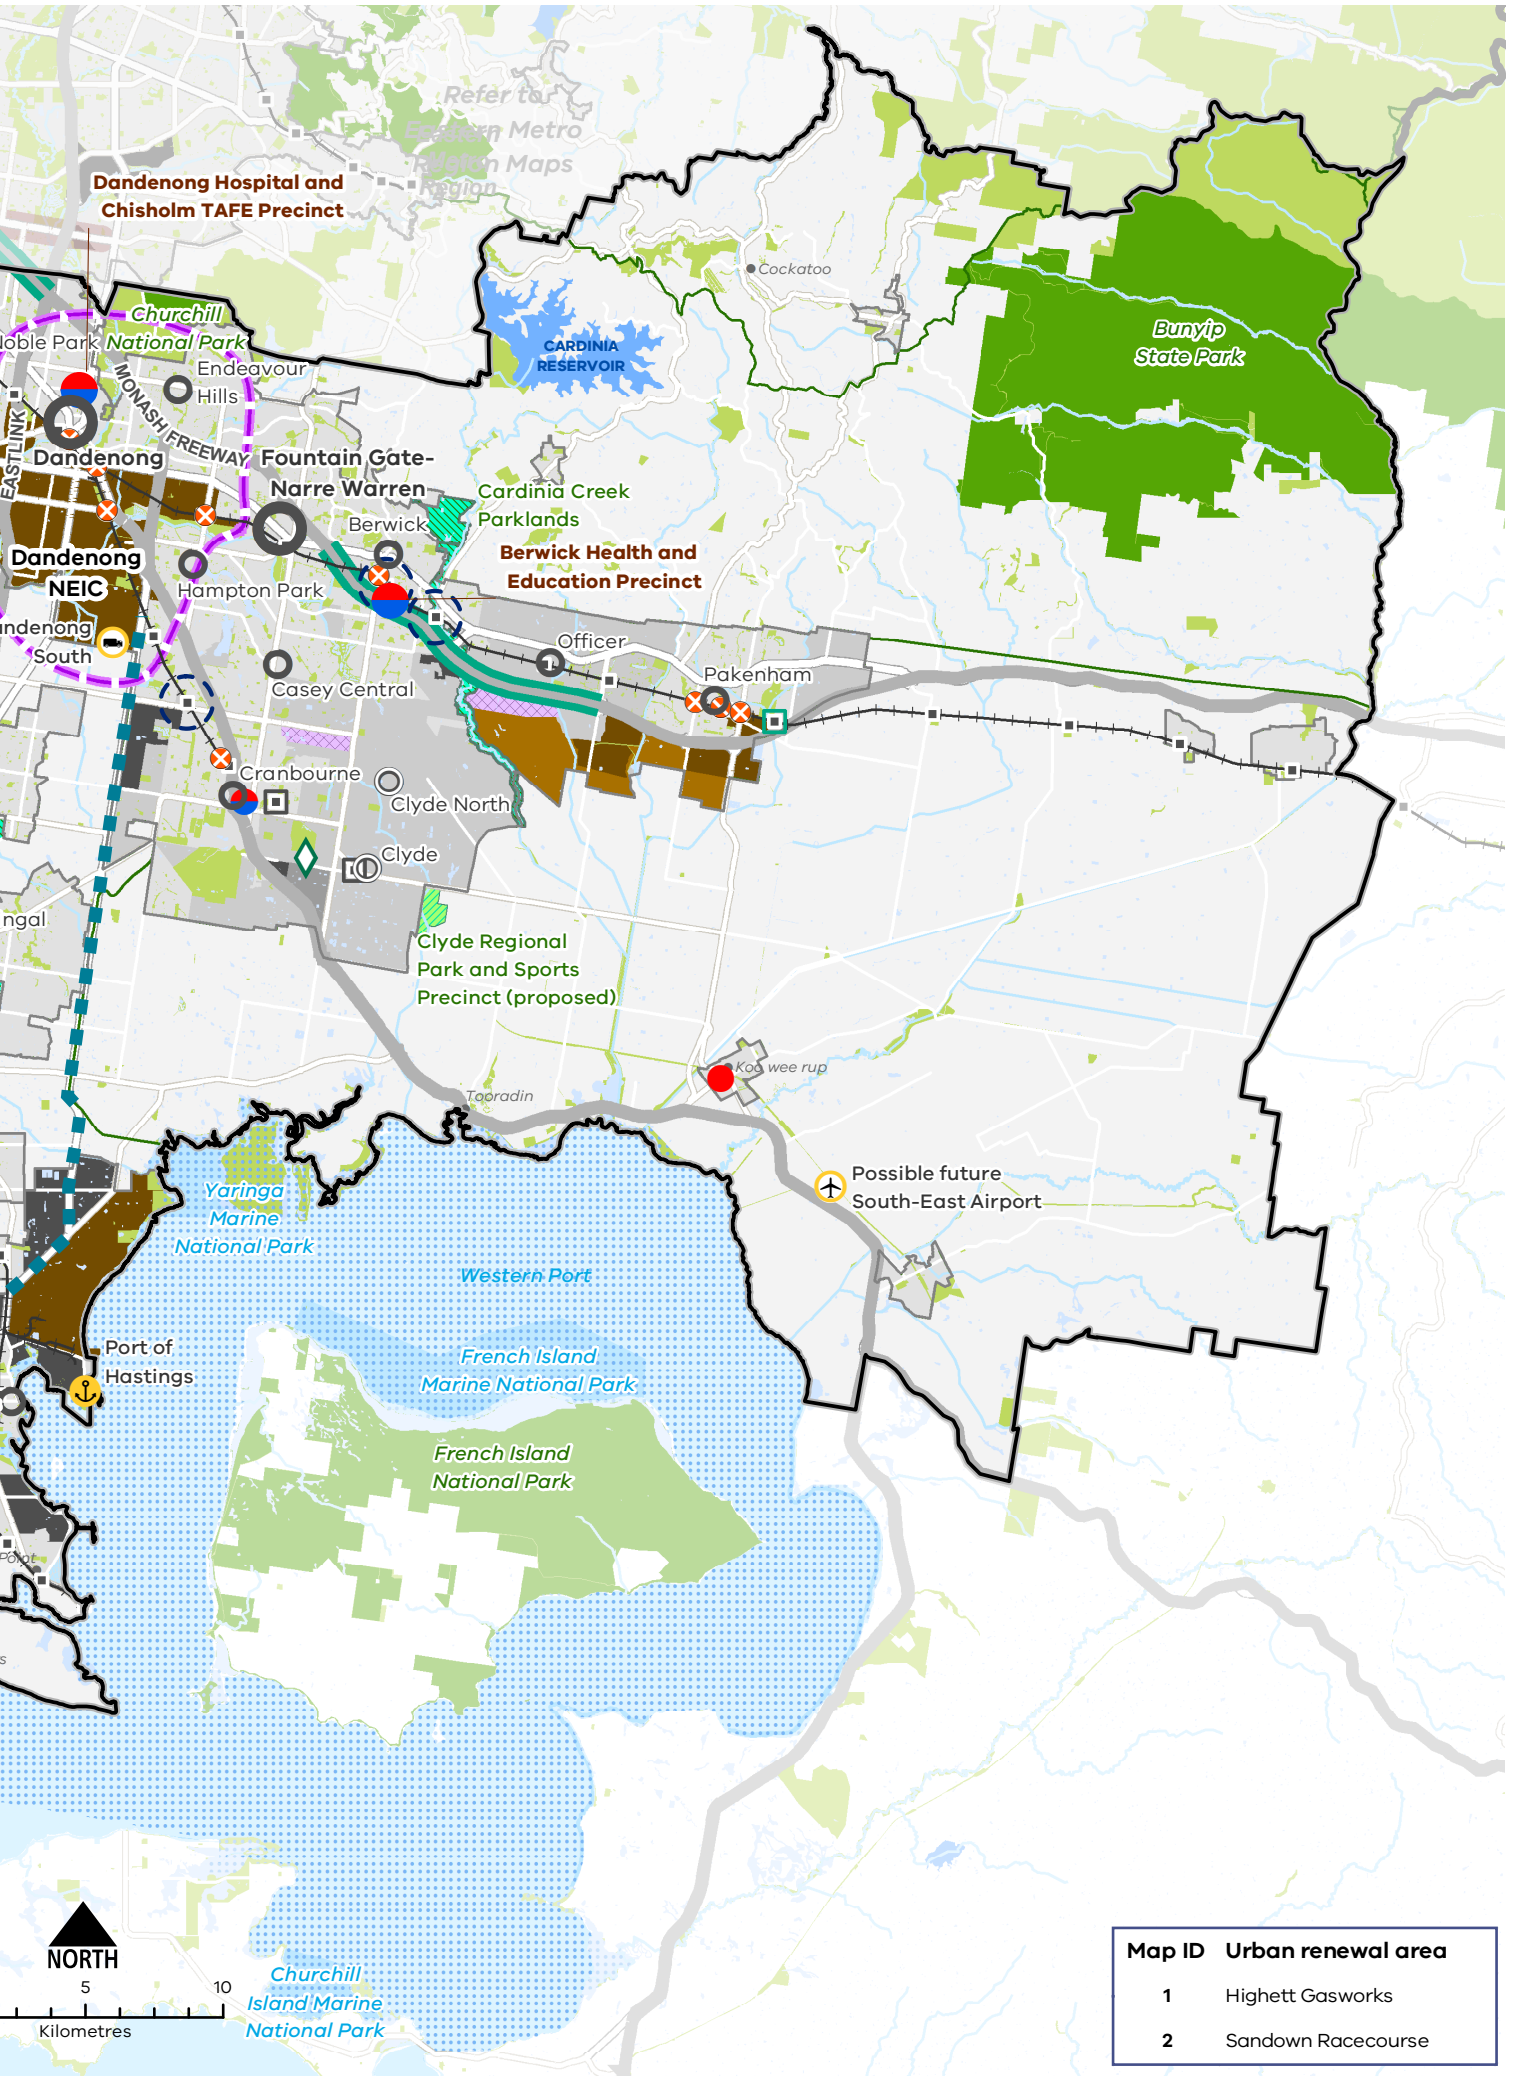 Refer to
Eastern Metro
Region Maps
Region
Dandenong Hospital and
Chisholm TAFE Precinct
Cockatoo
Churchill
National Park
Noble Park
Bunyip
State Park
CARDINIA
RESERVOIR
Endeavour
Hills
MONASH FREEWAY
EASTLINK
Dandenong
Fountain Gate-
Narre Warren
Cardinia Creek
Parklands
Berwick
Berwick Health and
Education Precinct
Dandenong
NEIC
Hampton Park
andenong
South
Officer
Pakenham
Casey Central
Cranbourne
Clyde North
Clyde
ngal
Clyde Regional
Park and Sports
Precinct (proposed)
Koo wee rup
Tooradin
Possible future
South-East Airport
Yaringa
Marine
National Park
Western Port
Port of
Hastings
French Island
Marine National Park
French Island
National Park
Point
s
NORTH
5 10
Kilometres
Churchill
Island Marine
National Park
Map ID Urban renewal area
1 Highett Gasworks
2 Sandown Racecourse